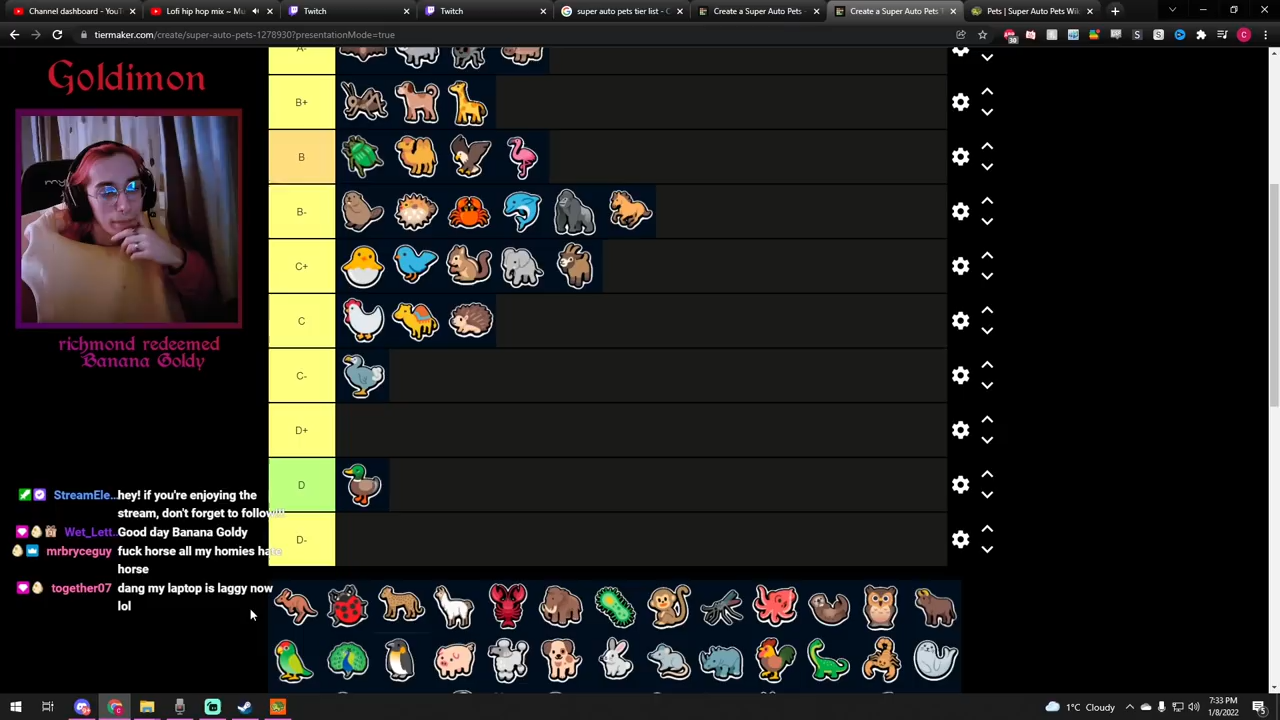 Creator dashboard - YouT
Lofi hip hop mix ~ Mu
Twitch
Twitch
super auto pets tier list - G
Create a Super Auto Pets
Create a Super Auto Pets T
Pets | Super Auto Pets Wik
tiermaker.com/create/super-auto-pets-1278930?presentationMode=true
30
C
Goldimon
A-
B+
B
B-
C+
C
C-
D+
D
D-
richmond redeemed
Banana Goldy
StreamEle... hey! if you're enjoying the
stream, don't forget to follow!!!
Wet_Lett... Good day Banana Goldy
mrbryceguy fuck horse all my homies hate
horse
together07 dang my laptop is laggy now
lol
1°C Cloudy
7:33 PM
1/8/2022